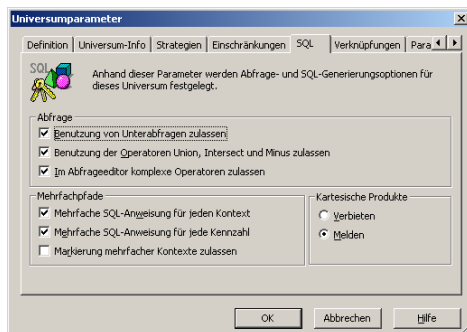 Universumparameter
Definition Universum-Info Strategien Einschränkungen SQL Verknüpfungen Para
SQL
Anhand dieser Parameter werden Abfrage- und SQL-Generierungsoptionen für
dieses Universum festgelegt.
Abfrage
Benutzung von Unterabfragen zulassen
Benutzung der Operatoren Union, Intersect und Minus zulassen
Im Abfrageeditor komplexe Operatoren zulassen
Mehrfachpfade
Mehrfache SQL-Anweisung für jeden Kontext
Mehrfache SQL-Anweisung für jede Kennzahl
Markierung mehrfacher Kontexte zulassen
Kartesische Produkte
Verbieten
Melden
OK Abbrechen Hilfe